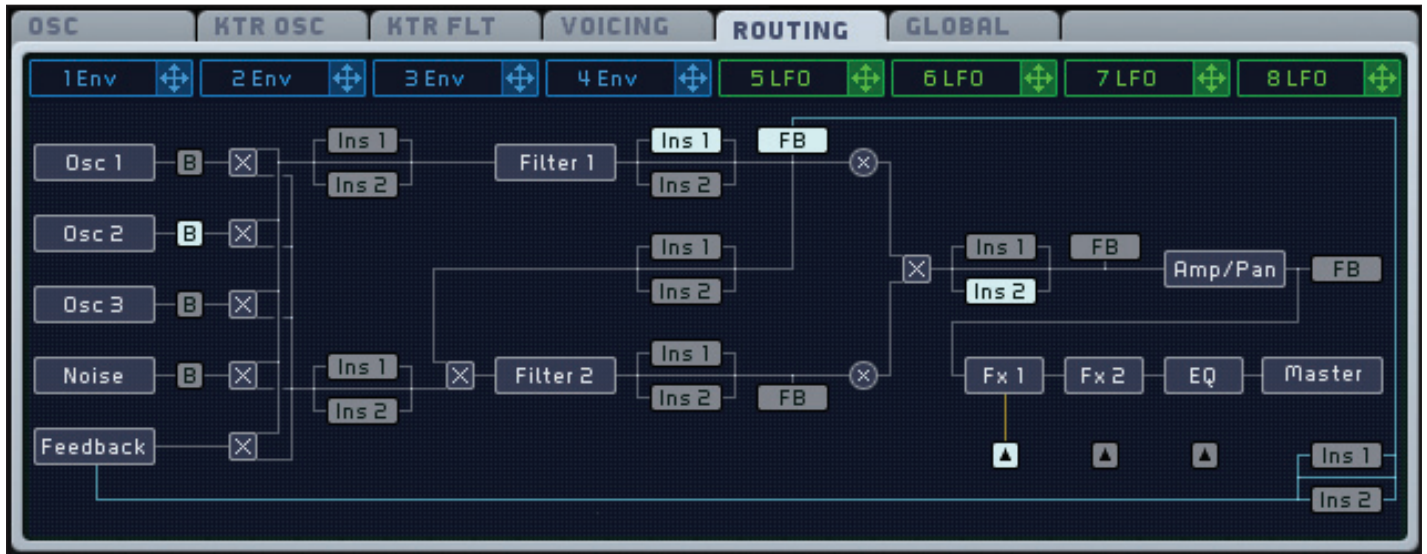 OSC KTR OSC KTR FLT VOICING ROUTING GLOBAL
1 Env 2 Env 3 Env 4 Env 5 LFO 6 LFO 7 LFO 8 LFO
Ins 1 Ins 1 FB
Osc 1 B Filter 1
Ins 2 Ins 2
Osc 2 B Ins 1 Ins 1 FB
Amp/Pan FB
Osc 3 B Ins 2 Ins 2
Ins 1 Ins 1
Noise B Filter 2 Fx 1 Fx 2 EQ Master
Ins 2 Ins 2 FB
Feedback Ins 1
Ins 2